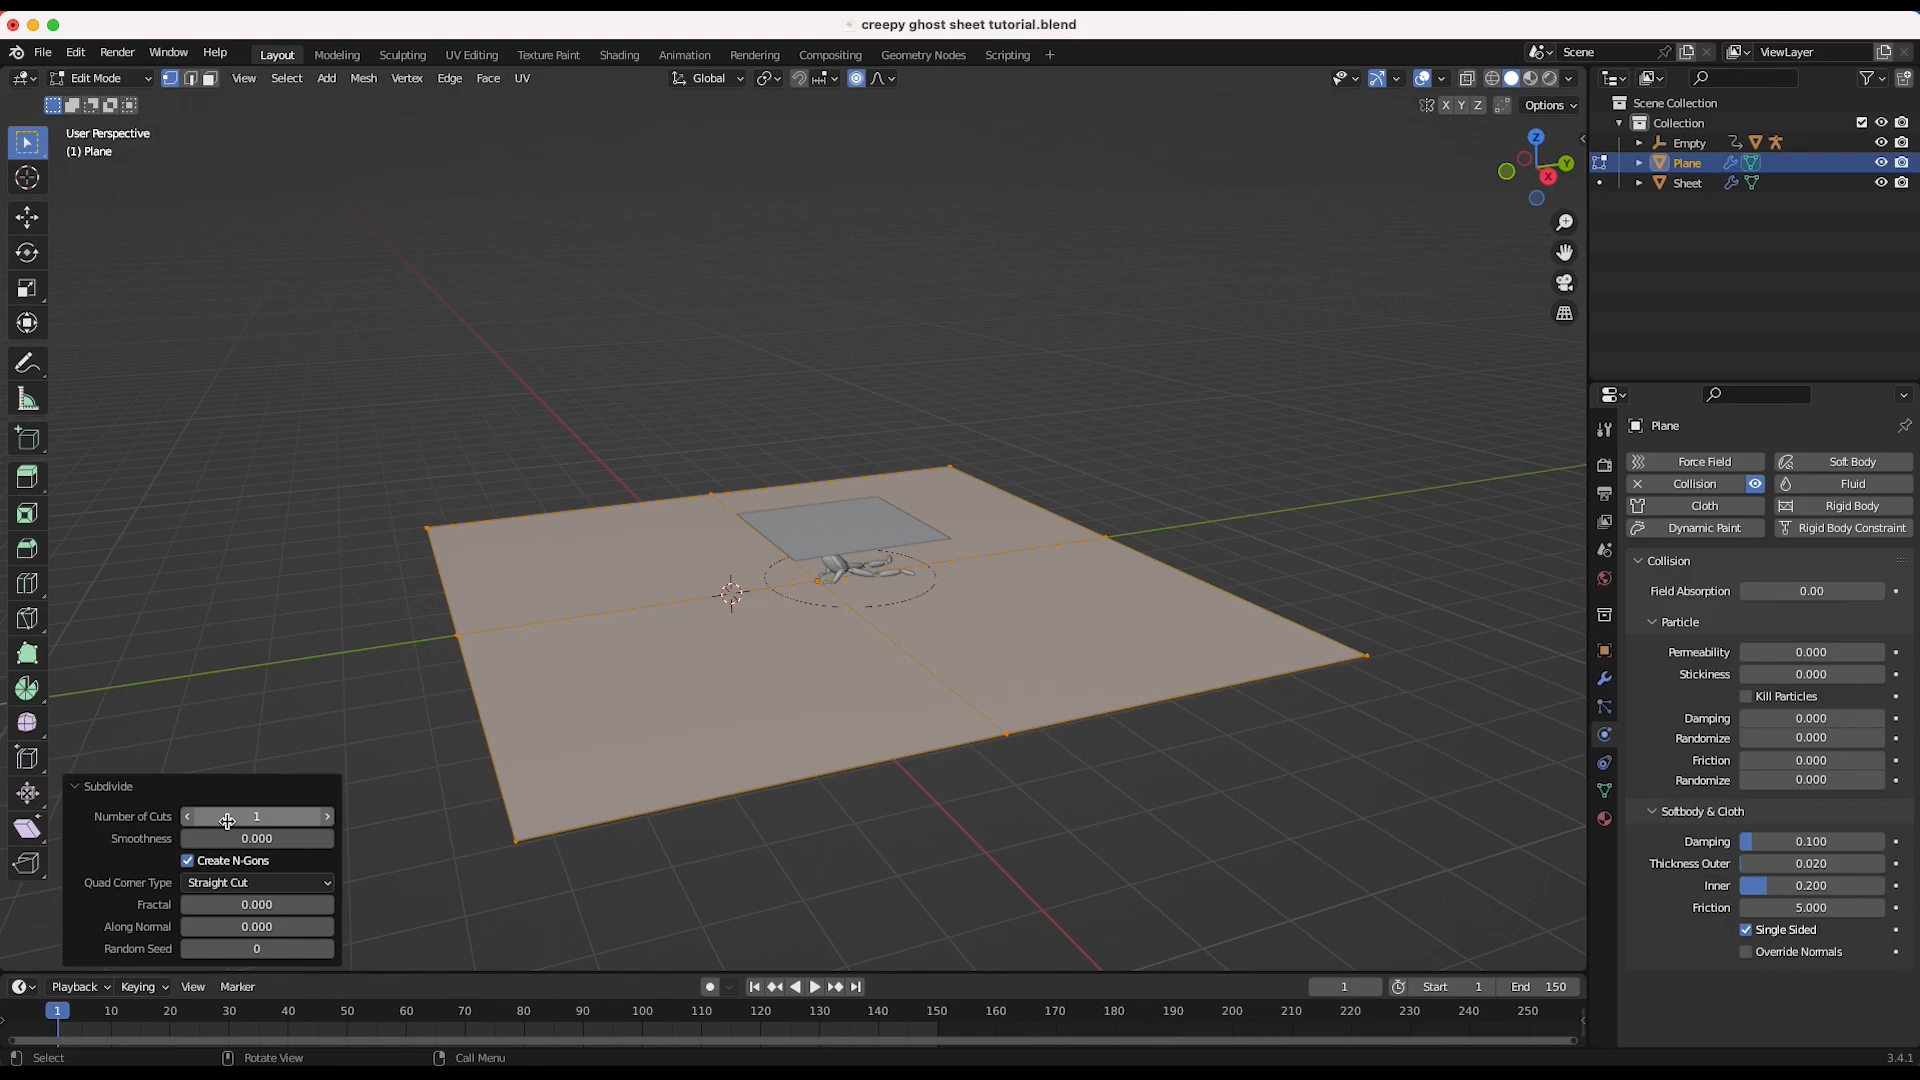 creepy ghost sheet tutorial.blend
File Edit Render Window Help Layout Modeling Sculpting UV Editing Texture Paint Shading Animation Rendering Compositing Geometry Nodes Scripting + Scene ViewLayer
Edit Mode View Select Add Mesh Vertex Edge Face UV Global
X Y Z Options
User Perspective
(1) Plane
Z
Y
X
Scene Collection
Collection
Empty
Plane
Sheet
Plane
Force Field Soft Body
Collision Fluid
Cloth Rigid Body
Dynamic Paint Rigid Body Constraint
Collision
Field Absorption 0.00
Particle
Permeability 0.000
Stickiness 0.000
Kill Particles
Damping 0.000
Randomize 0.000
Friction 0.000
Randomize 0.000
Softbody & Cloth
Damping 0.100
Thickness Outer 0.020
Inner 0.200
Friction 5.000
Single Sided
Override Normals
Subdivide
Number of Cuts 1
Smoothness 0.000
Create N-Gons
Quad Corner Type Straight Cut
Fractal 0.000
Along Normal 0.000
Random Seed 0
Playback Keying View Marker 1 Start 1 End 150
1 10 20 30 40 50 60 70 80 90 100 110 120 130 140 150 160 170 180 190 200 210 220 230 240 250
Select Rotate View Call Menu 3.4.1